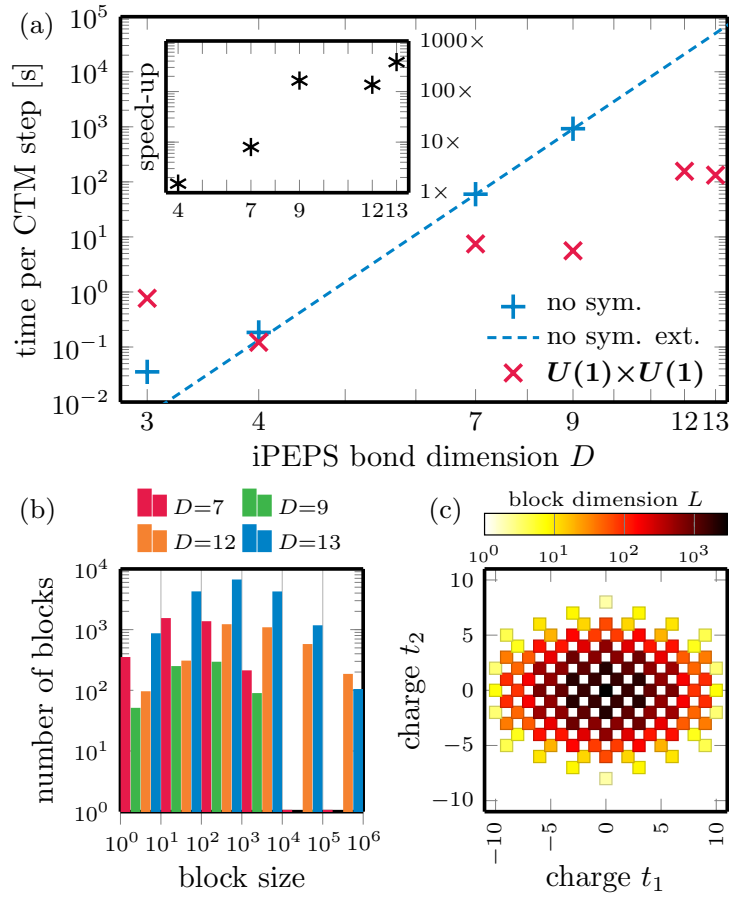 (a)
time per CTM step [s]
10^5
10^4
10^3
10^2
10^1
10^0
10^-1
10^-2
speed-up
1000×
100×
10×
1×
4 7 9 12 13
no sym.
no sym. ext.
U(1)×U(1)
3 4 7 9 12 13
iPEPS bond dimension D
(b)
D=7 D=9
D=12 D=13
number of blocks
10^4
10^3
10^2
10^1
10^0
10^0 10^1 10^2 10^3 10^4 10^5 10^6
block size
(c)
block dimension L
10^0 10^1 10^2 10^3
charge t_2
10
5
0
−5
−10
−10 −5 0 5 10
charge t_1